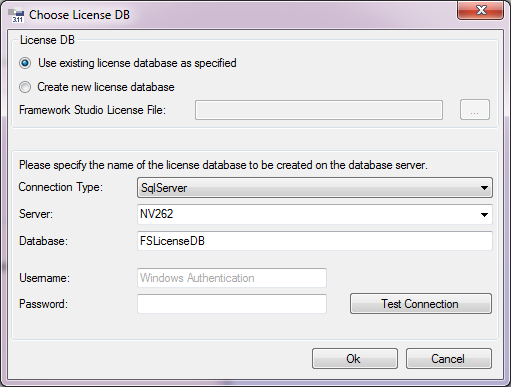 3.11
Choose License DB
License DB
Use existing license database as specified
Create new license database
Framework Studio License File:
...
Please specify the name of the license database to be created on the database server.
Connection Type:
SqlServer
Server:
NV262
Database:
FSLicenseDB
Username:
Windows Authentication
Password:
Test Connection
Ok
Cancel